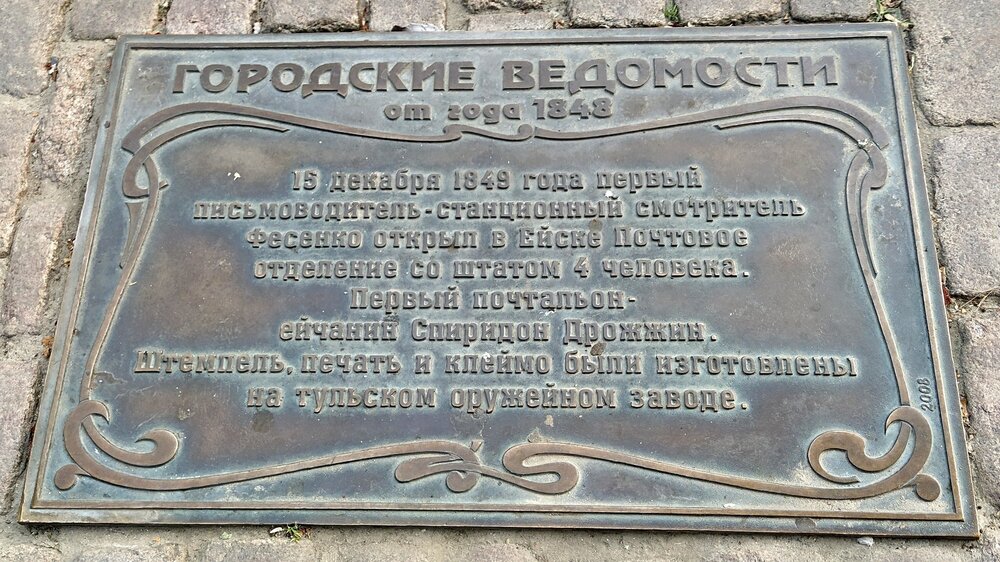 ГОРОДСКИЕ ВЕДОМОСТИ
от года 1848
15 декабря 1849 года первый
письмоводитель-станционный смотритель
Фесенко открыл в Ейске Почтовое
отделение со штатом 4 человека.
Первый почтальон-
ейчанин Спиридон Дрожжин.
Штемпель, печать и клеймо были изготовлены
на тульском оружейном заводе.
2008